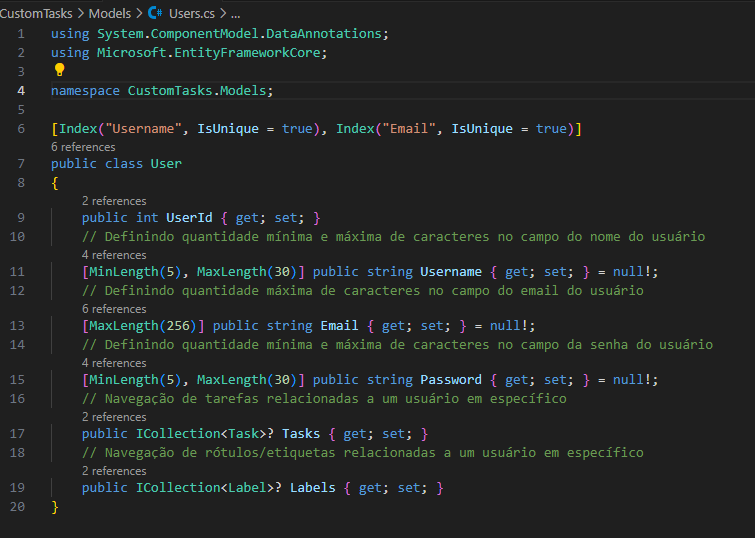 CustomTasks > Models > C# Users.cs > ...
1 using System.ComponentModel.DataAnnotations;
2 using Microsoft.EntityFrameworkCore;
3
4 namespace CustomTasks.Models;
5
6 [Index("Username", IsUnique = true), Index("Email", IsUnique = true)]
6 references
7 public class User
8 {
2 references
9 public int UserId { get; set; }
10 // Definindo quantidade mínima e máxima de caracteres no campo do nome do usuário
4 references
11 [MinLength(5), MaxLength(30)] public string Username { get; set; } = null!;
12 // Definindo quantidade máxima de caracteres no campo do email do usuário
6 references
13 [MaxLength(256)] public string Email { get; set; } = null!;
14 // Definindo quantidade mínima e máxima de caracteres no campo da senha do usuário
4 references
15 [MinLength(5), MaxLength(30)] public string Password { get; set; } = null!;
16 // Navegação de tarefas relacionadas a um usuário em específico
2 references
17 public ICollection<Task>? Tasks { get; set; }
18 // Navegação de rótulos/etiquetas relacionadas a um usuário em específico
2 references
19 public ICollection<Label>? Labels { get; set; }
20 }